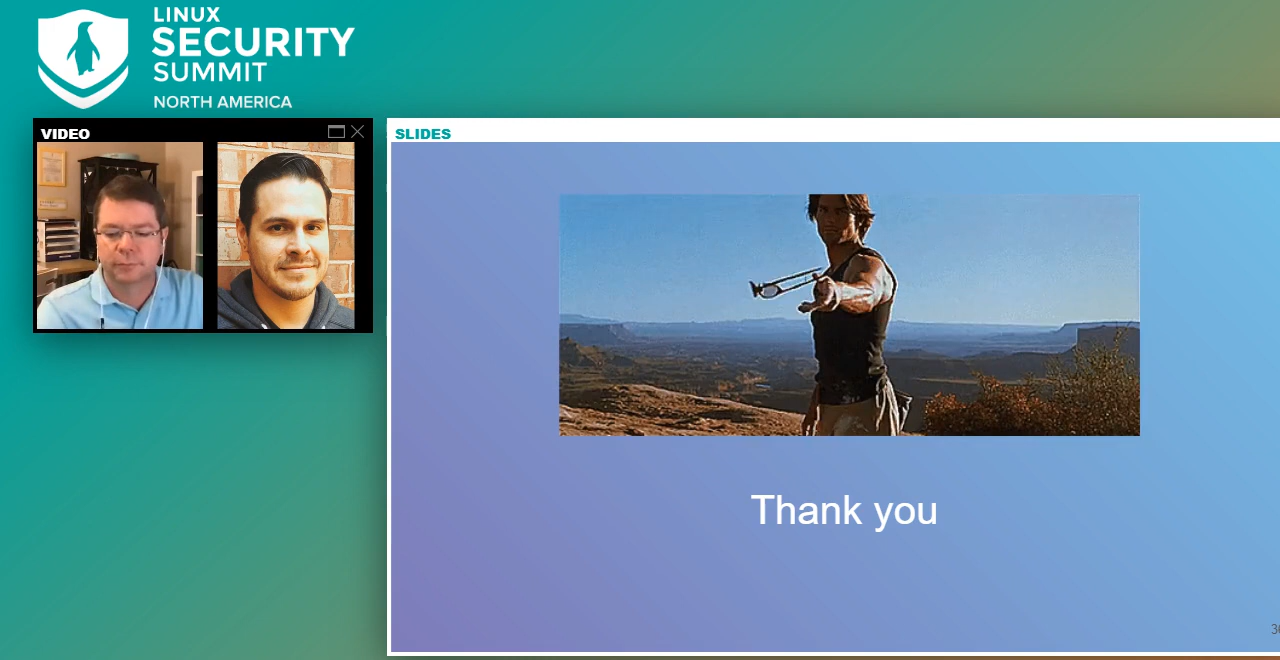 LINUX
SECURITY
SUMMIT
NORTH AMERICA
VIDEO
SLIDES
Thank you